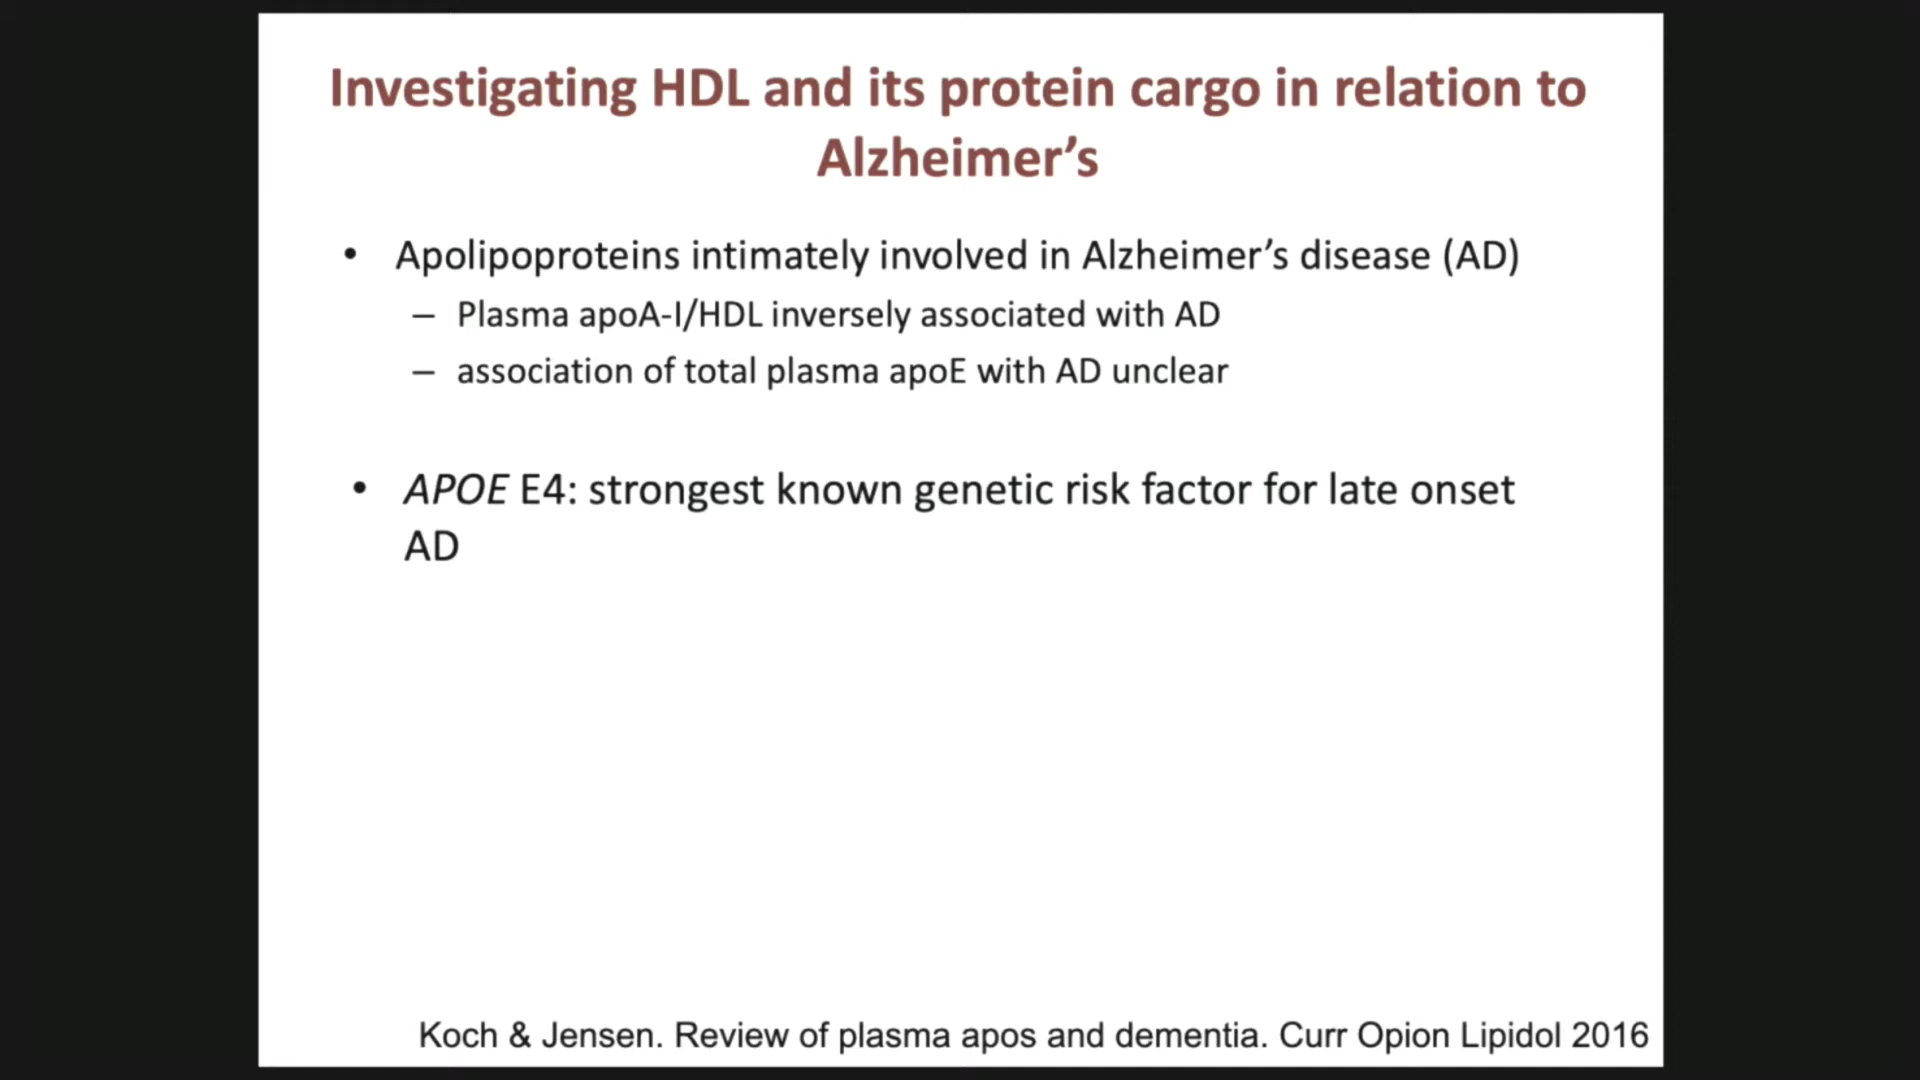 Investigating HDL and its protein cargo in relation to
Alzheimer’s
• Apolipoproteins intimately involved in Alzheimer’s disease (AD)
– Plasma apoA-I/HDL inversely associated with AD
– association of total plasma apoE with AD unclear
• APOE E4: strongest known genetic risk factor for late onset
AD
Koch & Jensen. Review of plasma apos and dementia. Curr Opion Lipidol 2016